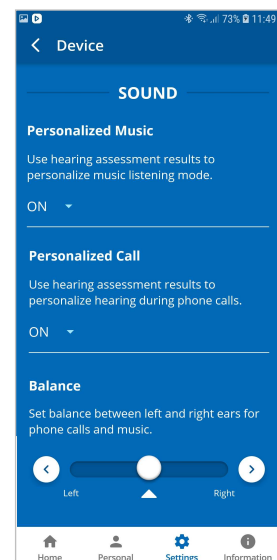 73% 11:49
Device
SOUND
Personalized Music
Use hearing assessment results to
personalize music listening mode.
ON
Personalized Call
Use hearing assessment results to
personalize hearing during phone calls.
ON
Balance
Set balance between left and right ears for
phone calls and music.
Left Right
Home Personal Settings Information